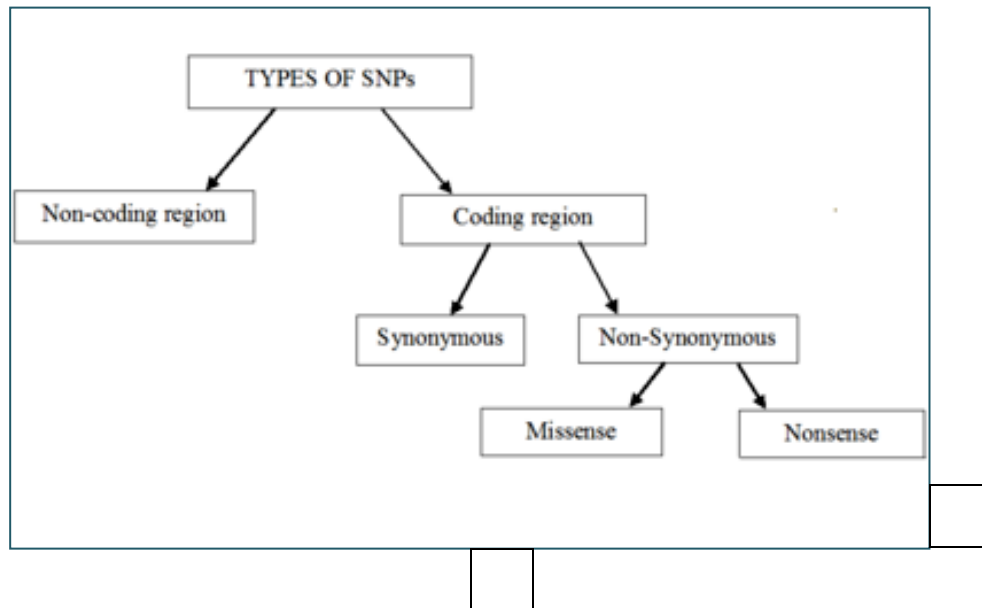 TYPES OF SNPs
Non-coding region
Coding region
Synonymous
Non-Synonymous
Missense
Nonsense